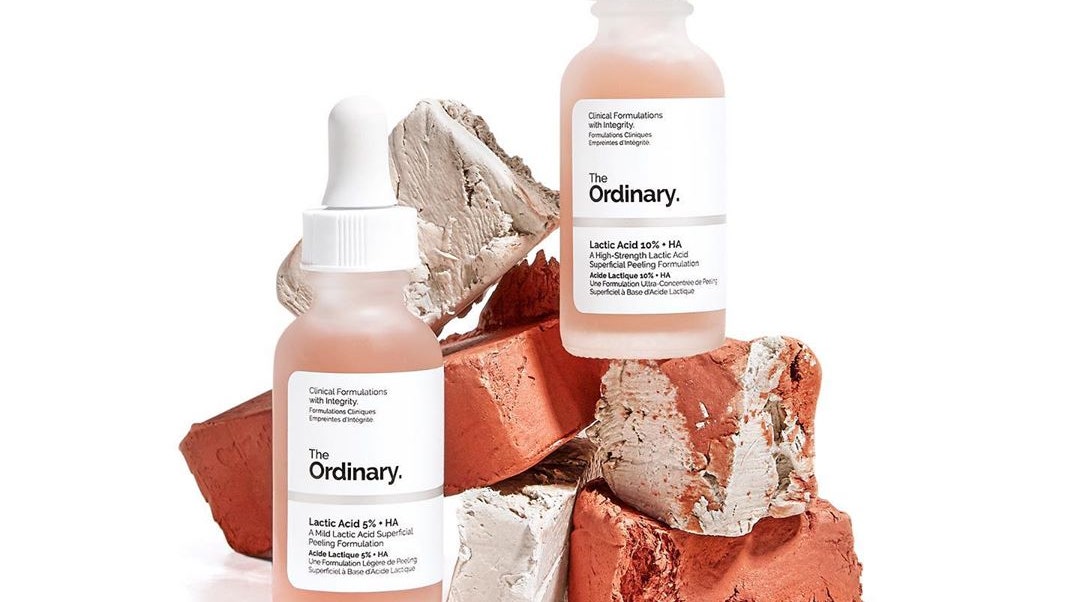 Clinical Formulations
with Integrity.
Formulations Cliniques
Empreintes d'Intégrité.
The
Ordinary.
Lactic Acid 5% + HA
A Mild Lactic Acid Superficial
Peeling Formulation
Acide Lactique 5% + HA
Une Formulation Légère de Peeling
Superficiel à Base d'Acide Lactique
Clinical Formulations
with Integrity.
Formulations Cliniques
Empreintes d'Intégrité.
The
Ordinary.
Lactic Acid 10% + HA
A High-Strength Lactic Acid
Superficial Peeling Formulation
Acide Lactique 10% + HA
Une Formulation Ultra-Concentrée de Peeling
Superficiel à Base d'Acide Lactique